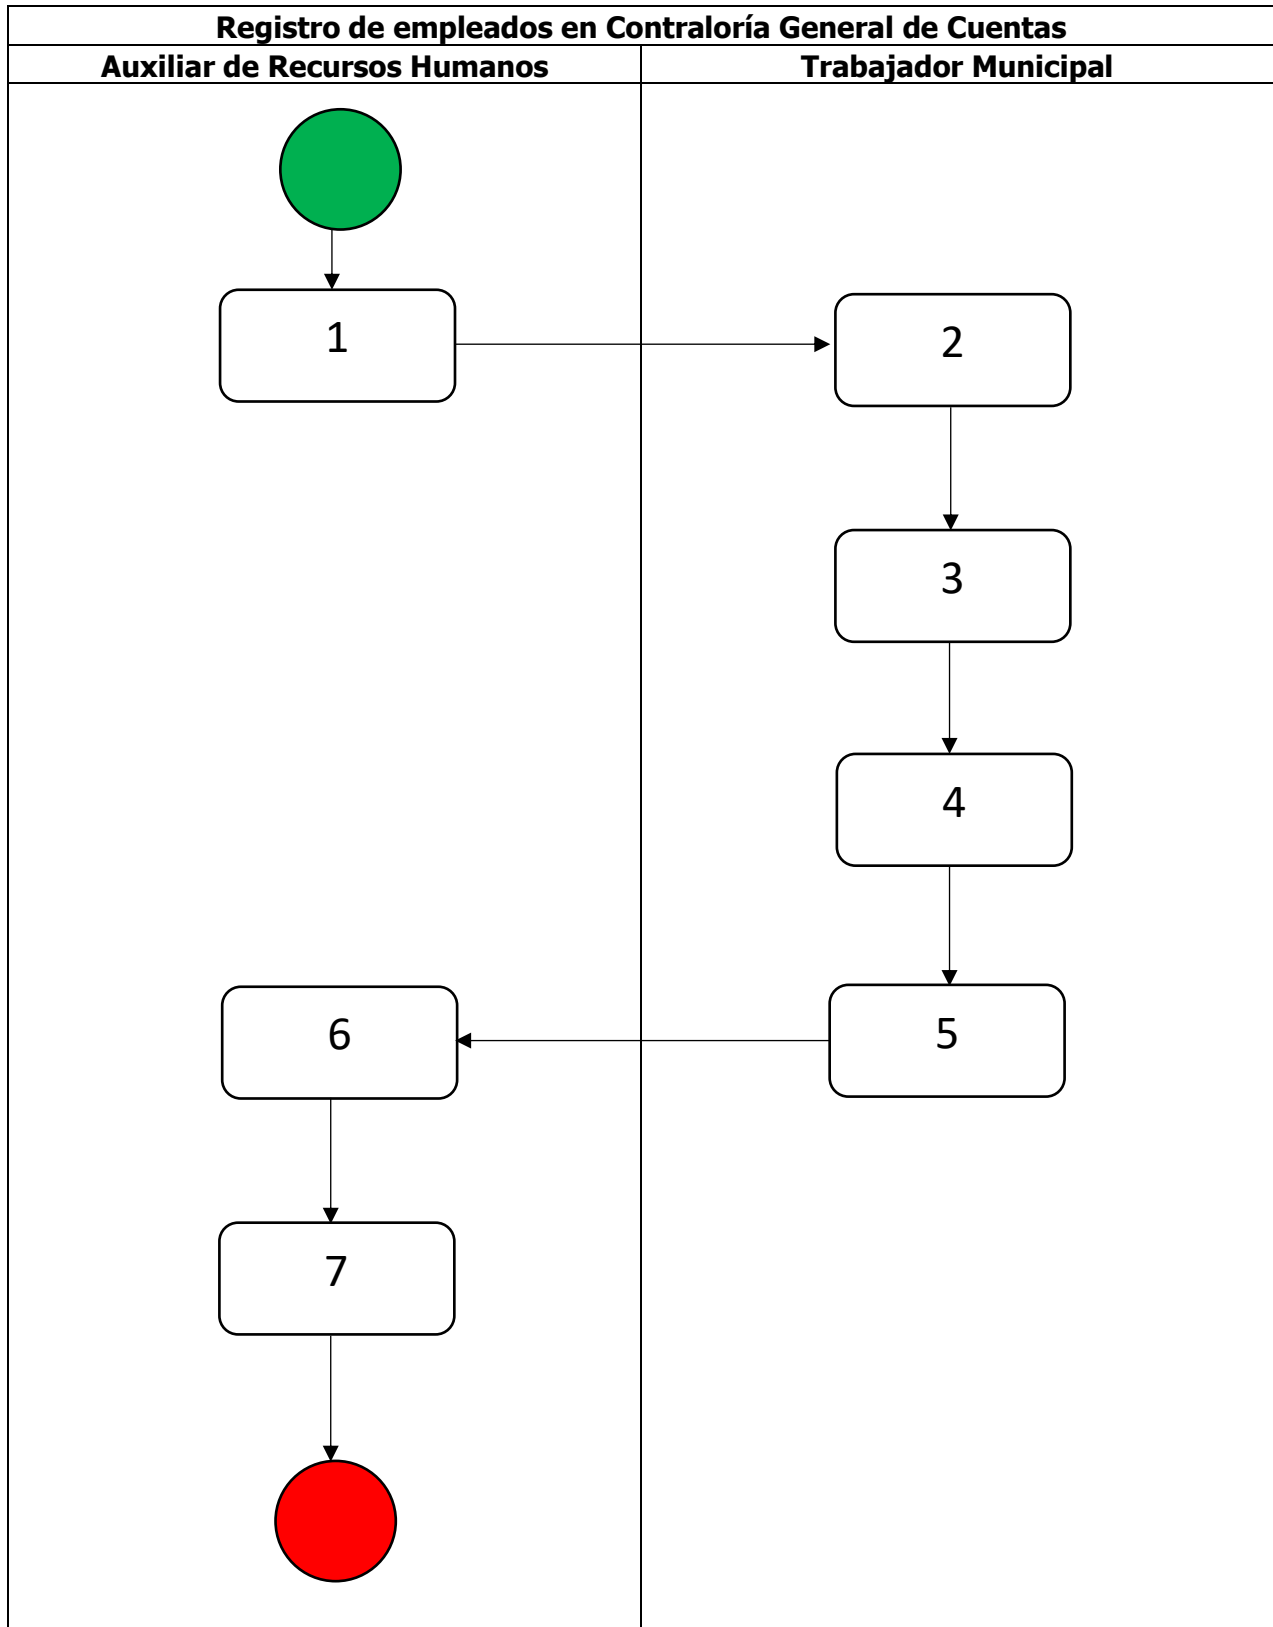 Registro de empleados en Contraloría General de Cuentas
Auxiliar de Recursos Humanos
Trabajador Municipal
1
2
3
4
5
6
7